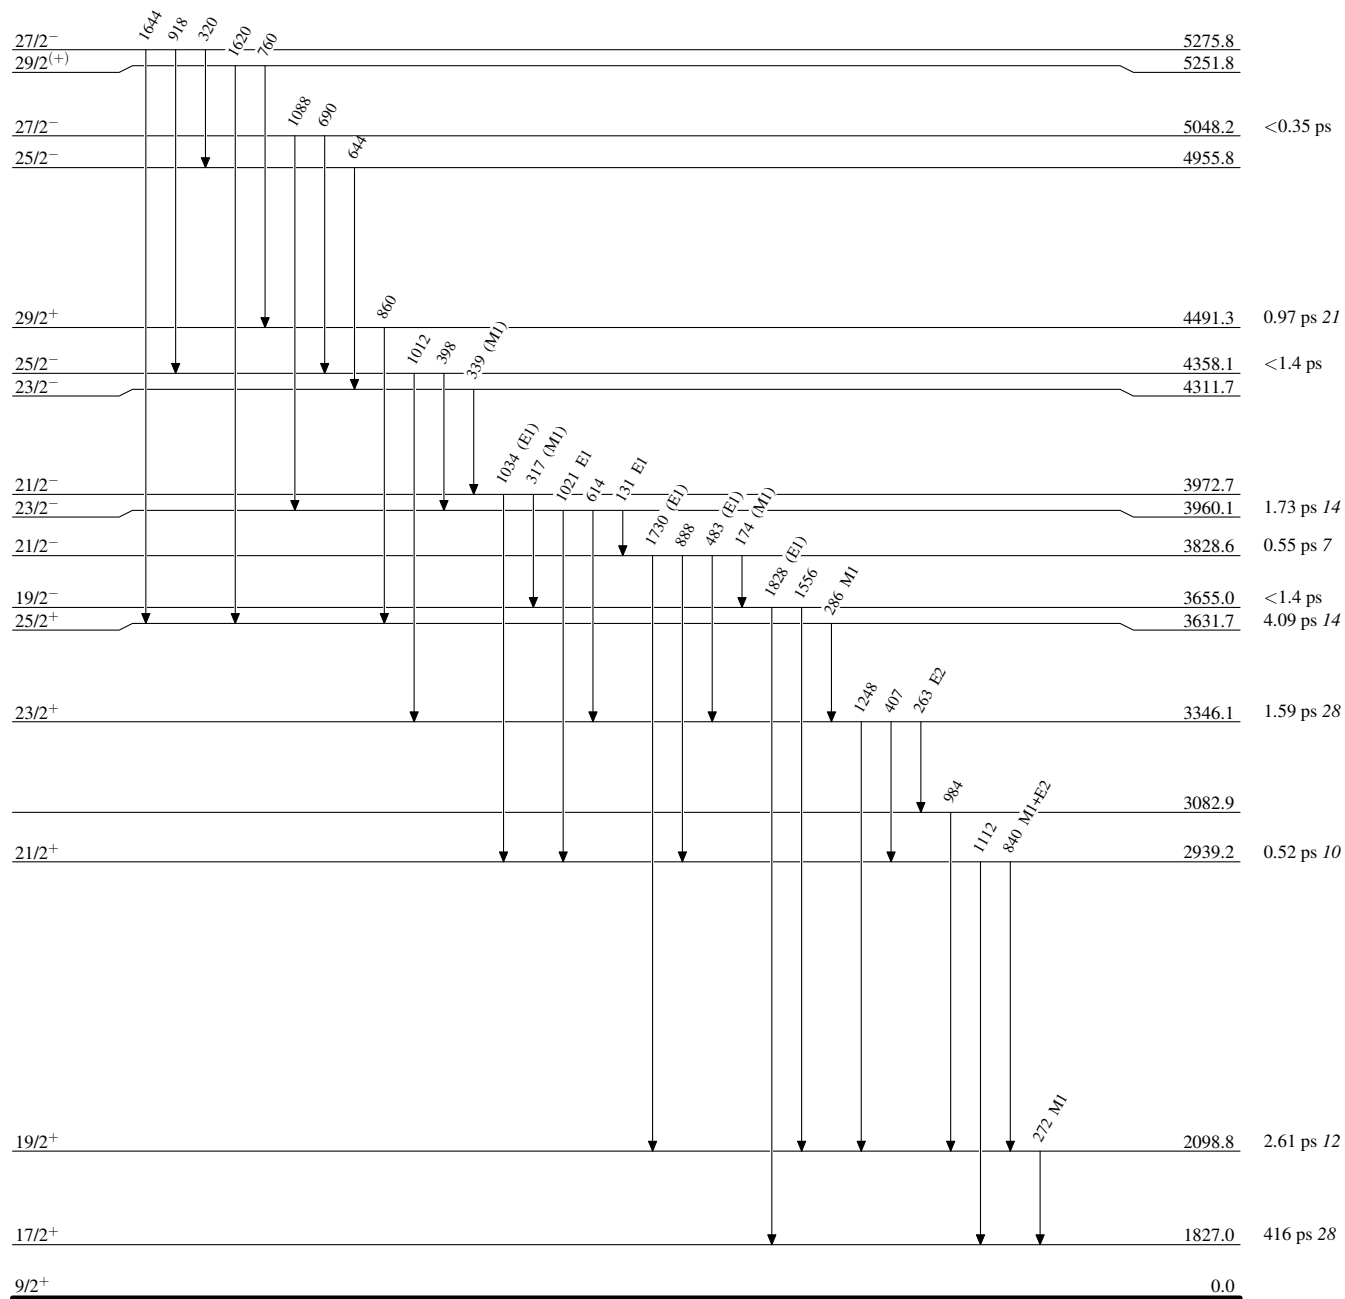 1644
918
320
1620
760
27/2⁻ 5275.8
29/2⁽⁺⁾ 5251.8
1088
690
27/2⁻ 5048.2 <0.35 ps
644
25/2⁻ 4955.8
860
29/2⁺ 4491.3 0.97 ps 21
1012
398
339 (M1)
25/2⁻ 4358.1 <1.4 ps
23/2⁻ 4311.7
1034 (E1)
317 (M1)
1021 E1
614
131 E1
21/2⁻ 3972.7
23/2⁻ 3960.1 1.73 ps 14
1730 (E1)
888
483 (E1)
174 (M1)
21/2⁻ 3828.6 0.55 ps 7
1828 (E1)
1556
286 M1
19/2⁻ 3655.0 <1.4 ps
25/2⁺ 3631.7 4.09 ps 14
1248
407
263 E2
23/2⁺ 3346.1 1.59 ps 28
984
3082.9
1112
840 M1+E2
21/2⁺ 2939.2 0.52 ps 10
272 M1
19/2⁺ 2098.8 2.61 ps 12
17/2⁺ 1827.0 416 ps 28
9/2⁺ 0.0